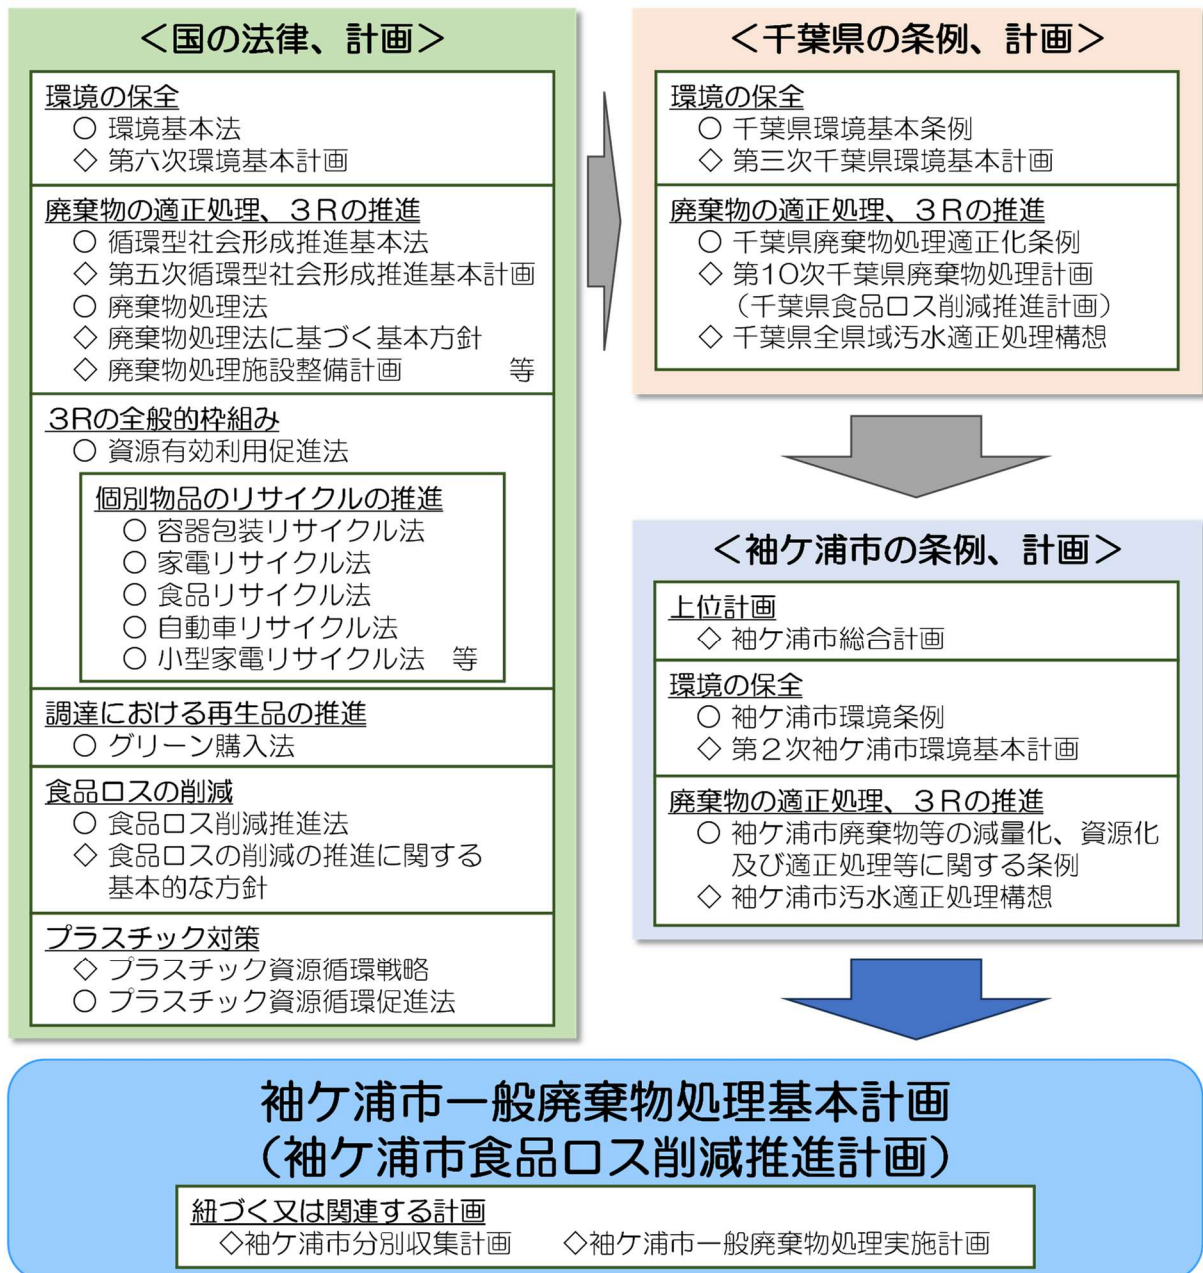 ＜国の法律、計画＞
環境の保全
○ 環境基本法
◇ 第六次環境基本計画
廃棄物の適正処理、３Ｒの推進
○ 循環型社会形成推進基本法
◇ 第五次循環型社会形成推進基本計画
○ 廃棄物処理法
◇ 廃棄物処理法に基づく基本方針
◇ 廃棄物処理施設整備計画　等
３Rの全般的枠組み
○ 資源有効利用促進法
個別物品のリサイクルの推進
○ 容器包装リサイクル法
○ 家電リサイクル法
○ 食品リサイクル法
○ 自動車リサイクル法
○ 小型家電リサイクル法　等
調達における再生品の推進
○ グリーン購入法
食品ロスの削減
○ 食品ロス削減推進法
◇ 食品ロスの削減の推進に関する
基本的な方針
プラスチック対策
◇ プラスチック資源循環戦略
○ プラスチック資源循環促進法
＜千葉県の条例、計画＞
環境の保全
○ 千葉県環境基本条例
◇ 第三次千葉県環境基本計画
廃棄物の適正処理、３Ｒの推進
○ 千葉県廃棄物処理適正化条例
◇ 第10次千葉県廃棄物処理計画
（千葉県食品ロス削減推進計画）
◇ 千葉県全県域汚水適正処理構想
＜袖ケ浦市の条例、計画＞
上位計画
◇ 袖ケ浦市総合計画
環境の保全
○ 袖ケ浦市環境条例
◇ 第２次袖ケ浦市環境基本計画
廃棄物の適正処理、３Ｒの推進
○ 袖ケ浦市廃棄物等の減量化、資源化
及び適正処理等に関する条例
◇ 袖ケ浦市汚水適正処理構想
袖ケ浦市一般廃棄物処理基本計画
（袖ケ浦市食品ロス削減推進計画）
紐づく又は関連する計画
◇袖ケ浦市分別収集計画　◇袖ケ浦市一般廃棄物処理実施計画